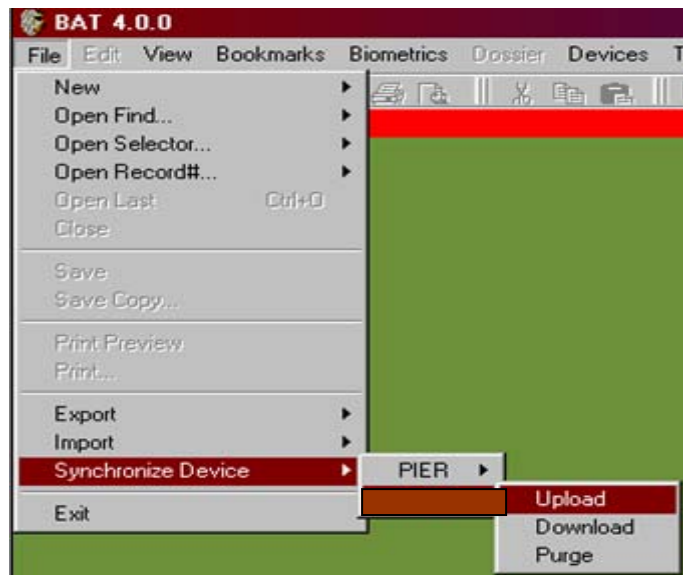 BAT 4.0.0
File Edit View Bookmarks Biometrics Dossier Devices T
New
Open Find...
Open Selector...
Open Record#...
Open Last Ctrl+O
Close
Save
Save Copy...
Print Preview
Print...
Export
Import
Synchronize Device
PIER
Exit
Upload
Download
Purge